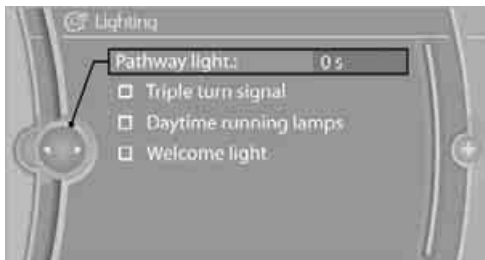 Lighting
Pathway light.: 0 s
Triple turn signal
Daytime running lamps
Welcome light